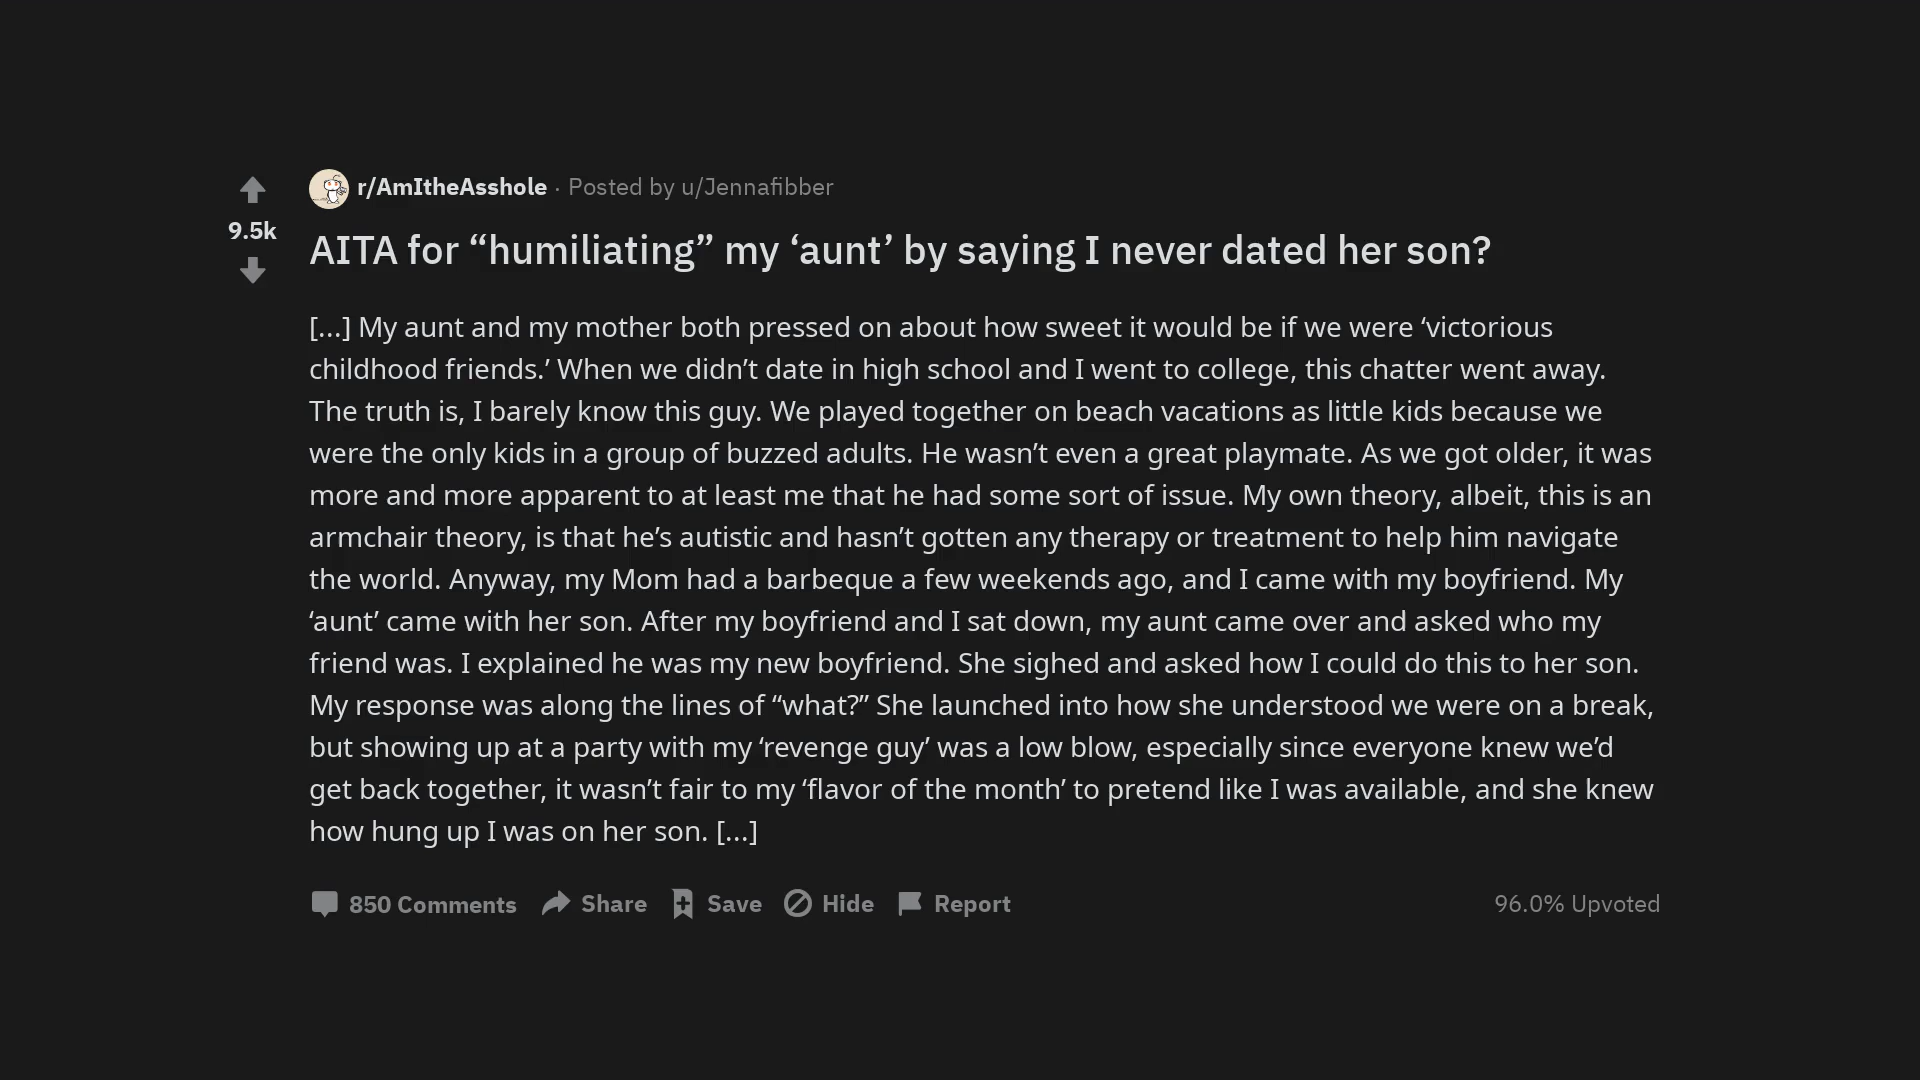 r/AmItheAsshole · Posted by u/Jennafibber
9.5k
AITA for “humiliating” my ‘aunt’ by saying I never dated her son?
[...] My aunt and my mother both pressed on about how sweet it would be if we were ‘victorious
childhood friends.’ When we didn’t date in high school and I went to college, this chatter went away.
The truth is, I barely know this guy. We played together on beach vacations as little kids because we
were the only kids in a group of buzzed adults. He wasn’t even a great playmate. As we got older, it was
more and more apparent to at least me that he had some sort of issue. My own theory, albeit, this is an
armchair theory, is that he’s autistic and hasn’t gotten any therapy or treatment to help him navigate
the world. Anyway, my Mom had a barbeque a few weekends ago, and I came with my boyfriend. My
‘aunt’ came with her son. After my boyfriend and I sat down, my aunt came over and asked who my
friend was. I explained he was my new boyfriend. She sighed and asked how I could do this to her son.
My response was along the lines of “what?” She launched into how she understood we were on a break,
but showing up at a party with my ‘revenge guy’ was a low blow, especially since everyone knew we’d
get back together, it wasn’t fair to my ‘flavor of the month’ to pretend like I was available, and she knew
how hung up I was on her son. [...]
850 Comments Share Save Hide Report 96.0% Upvoted